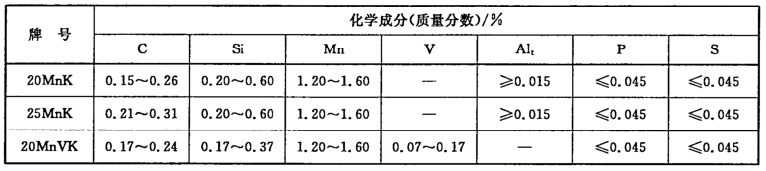 牌 号 化学成分(质量分数)/%
C Si Mn V Alt P S
20MnK 0.15～0.26 0.20～0.60 1.20～1.60 — ≥0.015 ≤0.045 ≤0.045
25MnK 0.21～0.31 0.20～0.60 1.20～1.60 — ≥0.015 ≤0.045 ≤0.045
20MnVK 0.17～0.24 0.17～0.37 1.20～1.60 0.07～0.17 — ≤0.045 ≤0.045